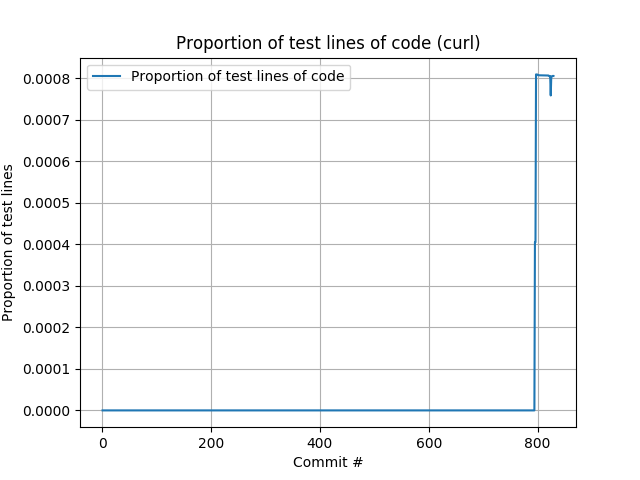 Proportion of test lines of code (curl)
Proportion of test lines of code
0.0008
0.0007
0.0006
0.0005
0.0004
0.0003
0.0002
0.0001
0.0000
Proportion of test lines
0 200 400 600 800
Commit #